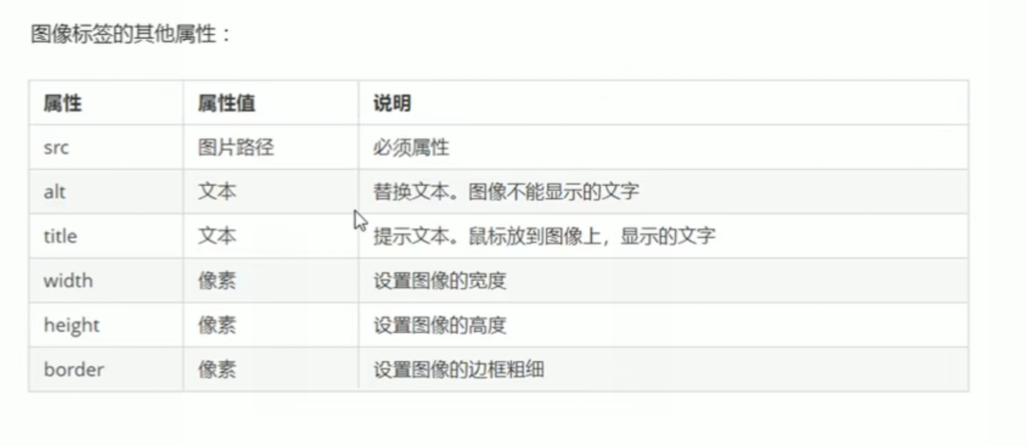 图像标签的其他属性：
属性 属性值 说明
src 图片路径 必须属性
alt 文本 替换文本。图像不能显示的文字
title 文本 提示文本。鼠标放到图像上，显示的文字
width 像素 设置图像的宽度
height 像素 设置图像的高度
border 像素 设置图像的边框粗细